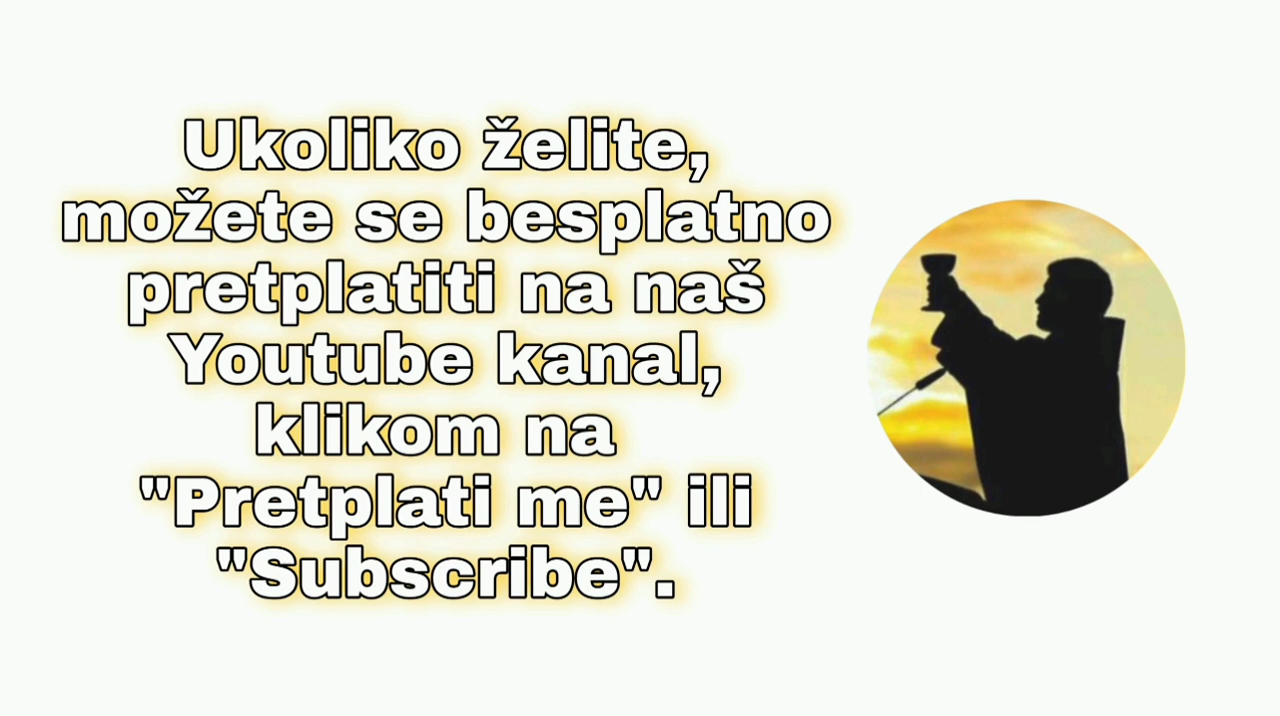 Ukoliko želite,
možete se besplatno
pretplatiti na naš
Youtube kanal,
klikom na
"Pretplati me" ili
"Subscribe".